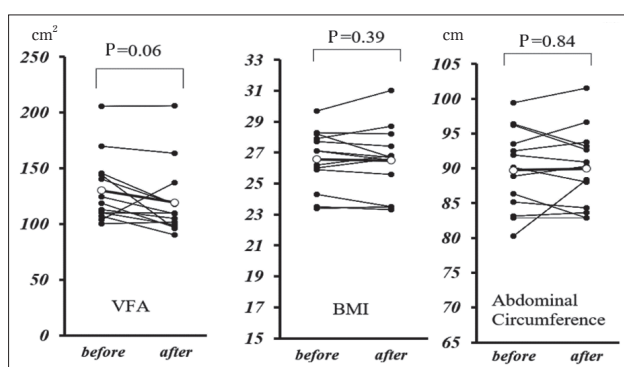 cm²
P=0.06
250
200
150
100
50
0
VFA
before after
P=0.39
33
31
29
27
25
23
21
19
17
15
BMI
before after
cm
P=0.84
105
100
95
90
85
80
75
70
65
Abdominal
Circumference
before after